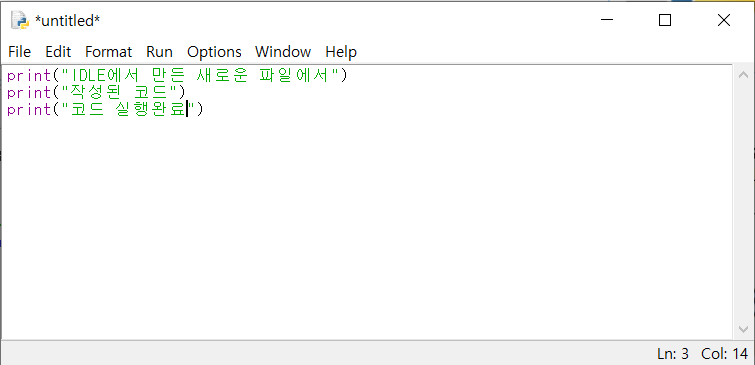 *untitled*
File Edit Format Run Options Window Help
print("IDLE에서 만든 새로운 파일에서")
print("작성된 코드")
print("코드 실행완료")
Ln: 3 Col: 14